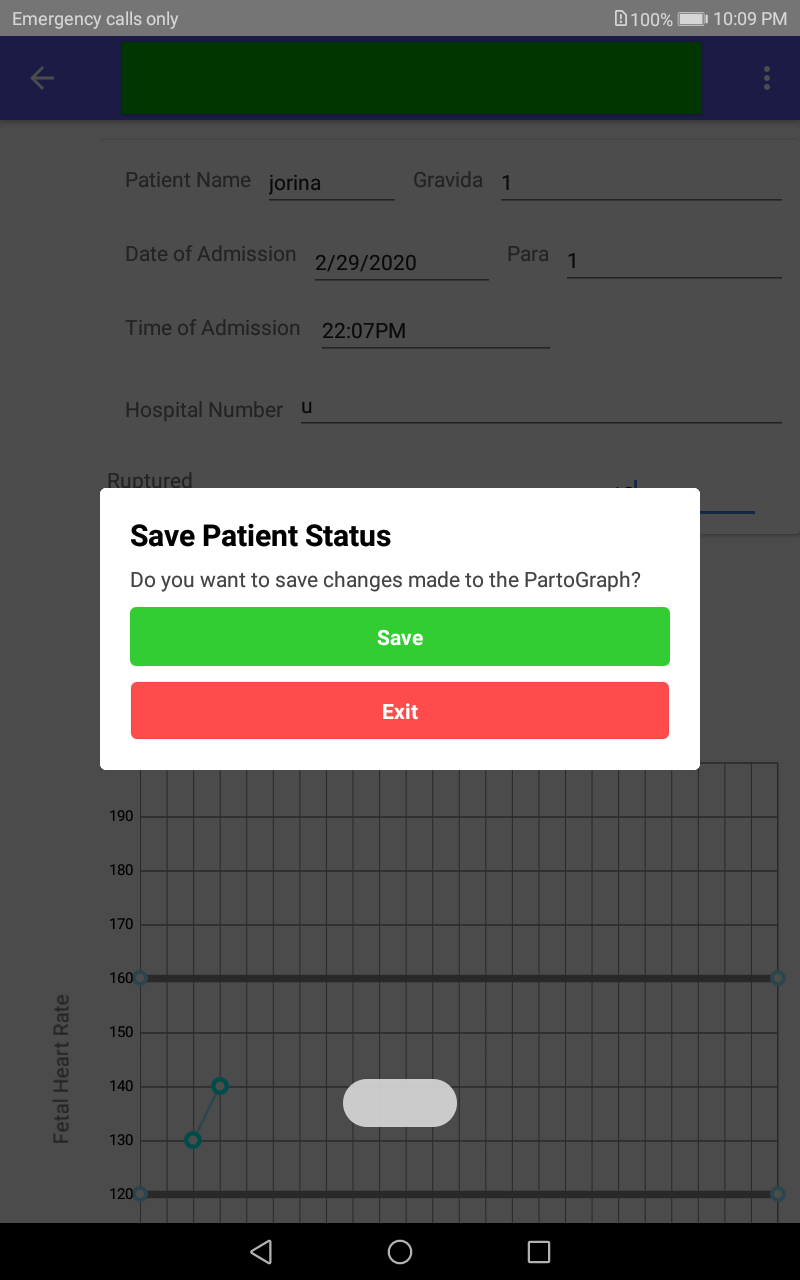 Emergency calls only 100% 10:09 PM
Patient Name jorina Gravida 1
Date of Admission 2/29/2020 Para 1
Time of Admission 22:07PM
Hospital Number u
Ruptured
Save Patient Status
Do you want to save changes made to the PartoGraph?
Save
Exit
190
180
170
160
150
140
130
120
Fetal Heart Rate